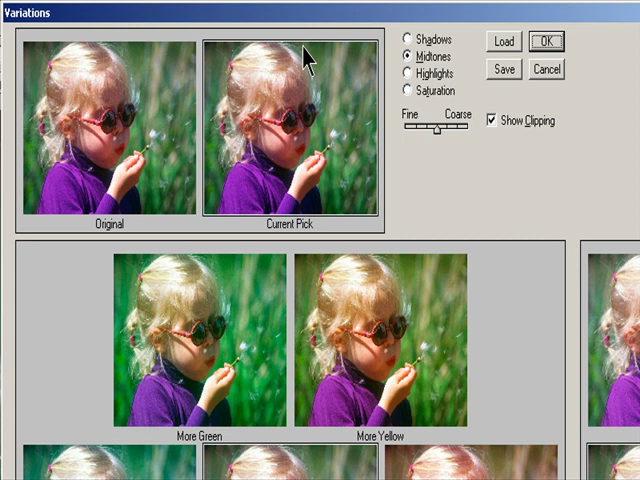 Variations
Shadows
Midtones
Highlights
Saturation
Load
OK
Save
Cancel
Fine
Coarse
Show Clipping
Original
Current Pick
More Green
More Yellow